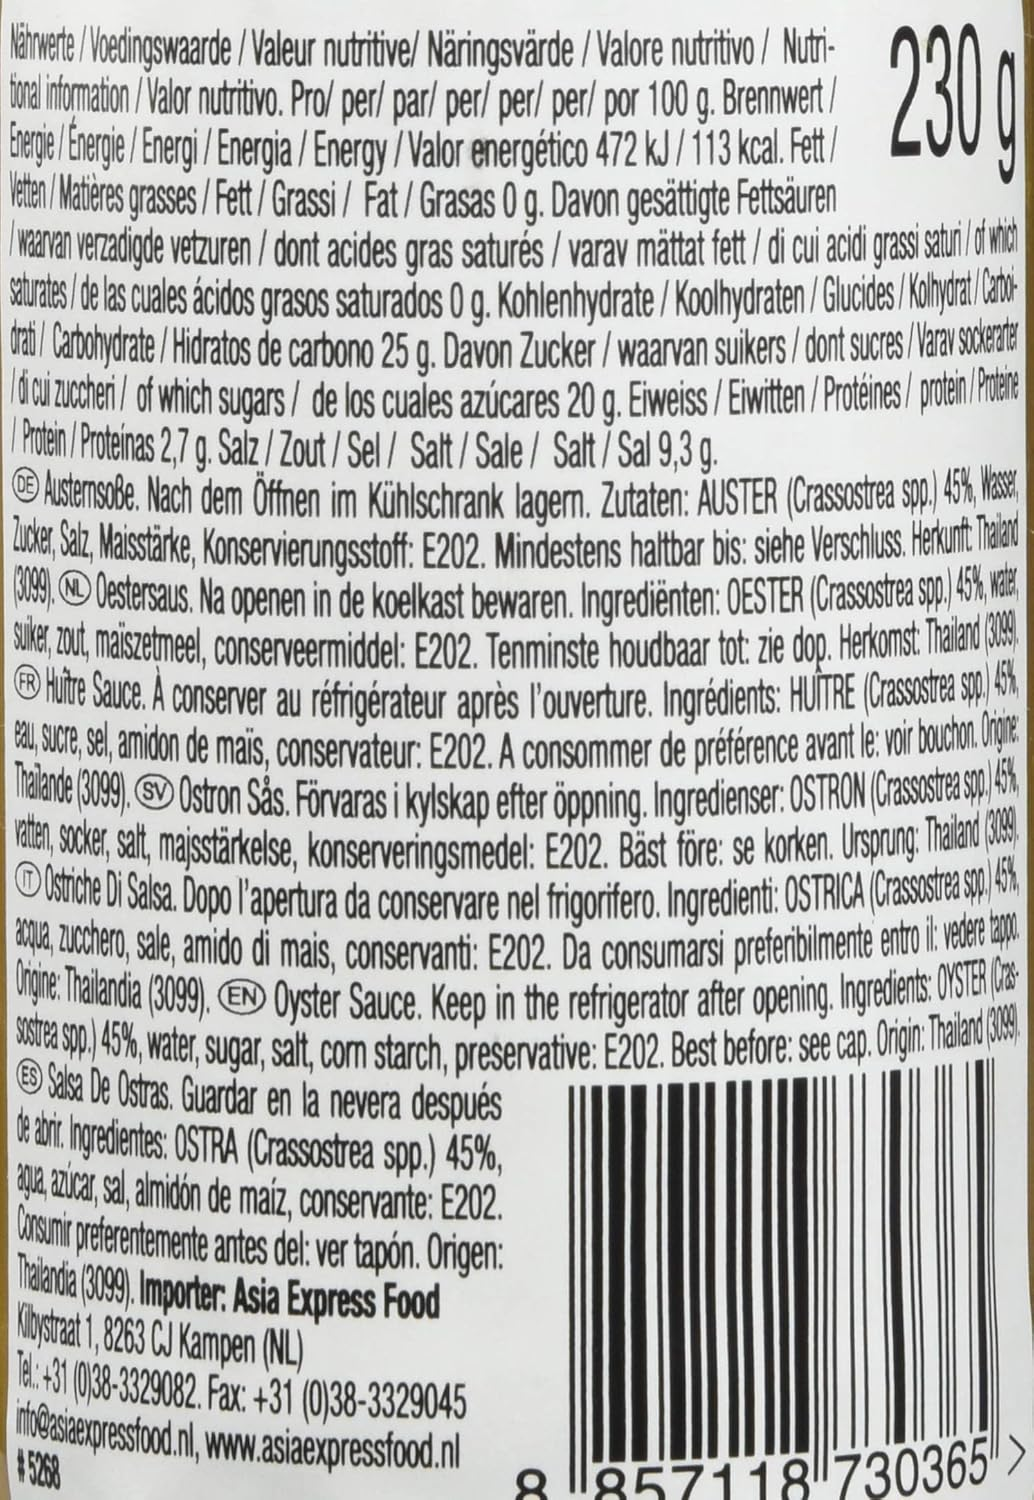 Nährwerte / Voedingswaarde / Valeur nutritive/ Näringsvärde / Valore nutritivo / Nutri-
tional information / Valor nutritivo. Pro/ per/ par/ per/ per/ per/ por 100 g. Brennwert /
Energie / Énergie / Energi / Energia / Energy / Valor energético 472 kJ / 113 kcal. Fett /
Vetten / Matières grasses / Fett / Grassi / Fat / Grasas 0 g. Davon gesättigte Fettsäuren
/ waarvan verzadigde vetzuren / dont acides gras saturés / varav mättat fett / di cui acidi grassi saturi / of which
saturates / de las cuales ácidos grasos saturados 0 g. Kohlenhydrate / Koolhydraten / Glucides / Kolhydrat / Carboi-
drati / Carbohydrate / Hidratos de carbono 25 g. Davon Zucker / waarvan suikers / dont sucres / Varav sockerarter
/ di cui zuccheri / of which sugars / de los cuales azúcares 20 g. Eiweiss / Eiwitten / Protéines / protein / Proteine
/ Protein / Proteínas 2,7 g. Salz / Zout / Sel / Salt / Sale / Salt / Sal 9,3 g.
230 g
DE Austernsoße. Nach dem Öffnen im Kühlschrank lagern. Zutaten: AUSTER (Crassostrea spp.) 45%, Wasser,
Zucker, Salz, Maisstärke, Konservierungsstoff: E202. Mindestens haltbar bis: siehe Verschluss. Herkunft: Thailand
(3099). NL Oestersaus. Na openen in de koelkast bewaren. Ingrediënten: OESTER (Crassostrea spp.) 45%, water,
suiker, zout, maïszetmeel, conserveermiddel: E202. Tenminste houdbaar tot: zie dop. Herkomst: Thailand (3099).
FR Huître Sauce. À conserver au réfrigérateur après l'ouverture. Ingrédients: HUÎTRE (Crassostrea spp.) 45%,
eau, sucre, sel, amidon de maïs, conservateur: E202. A consommer de préférence avant le: voir bouchon. Origine:
Thaïlande (3099). SV Ostron Sås. Förvaras i kylskap efter öppning. Ingredienser: OSTRON (Crassostrea spp.) 45%,
vatten, socker, salt, majsstärkelse, konserveringsmedel: E202. Bäst före: se korken. Ursprung: Thailand (3099).
IT Ostriche Di Salsa. Dopo l'apertura da conservare nel frigorifero. Ingredienti: OSTRICA (Crassostrea spp.) 45%,
acqua, zucchero, sale, amido di mais, conservanti: E202. Da consumarsi preferibilmente entro il: vedere tappo.
Origine: Thailandia (3099). EN Oyster Sauce. Keep in the refrigerator after opening. Ingredients: OYSTER (Cras-
sostrea spp.) 45%, water, sugar, salt, corn starch, preservative: E202. Best before: see cap. Origin: Thailand (3099).
ES Salsa De Ostras. Guardar en la nevera después
de abrir. Ingredientes: OSTRA (Crassostrea spp.) 45%,
agua, azúcar, sal, almidón de maíz, conservante: E202.
Consumir preferentemente antes del: ver tapón. Origen:
Thailandia (3099). Importer: Asia Express Food
Kilbystraat 1, 8263 CJ Kampen (NL)
Tel.: +31 (0)38-3329082. Fax: +31 (0)38-3329045
info@asiaexpressfood.nl, www.asiaexpressfood.nl
# 5268
8 857118 730365 >